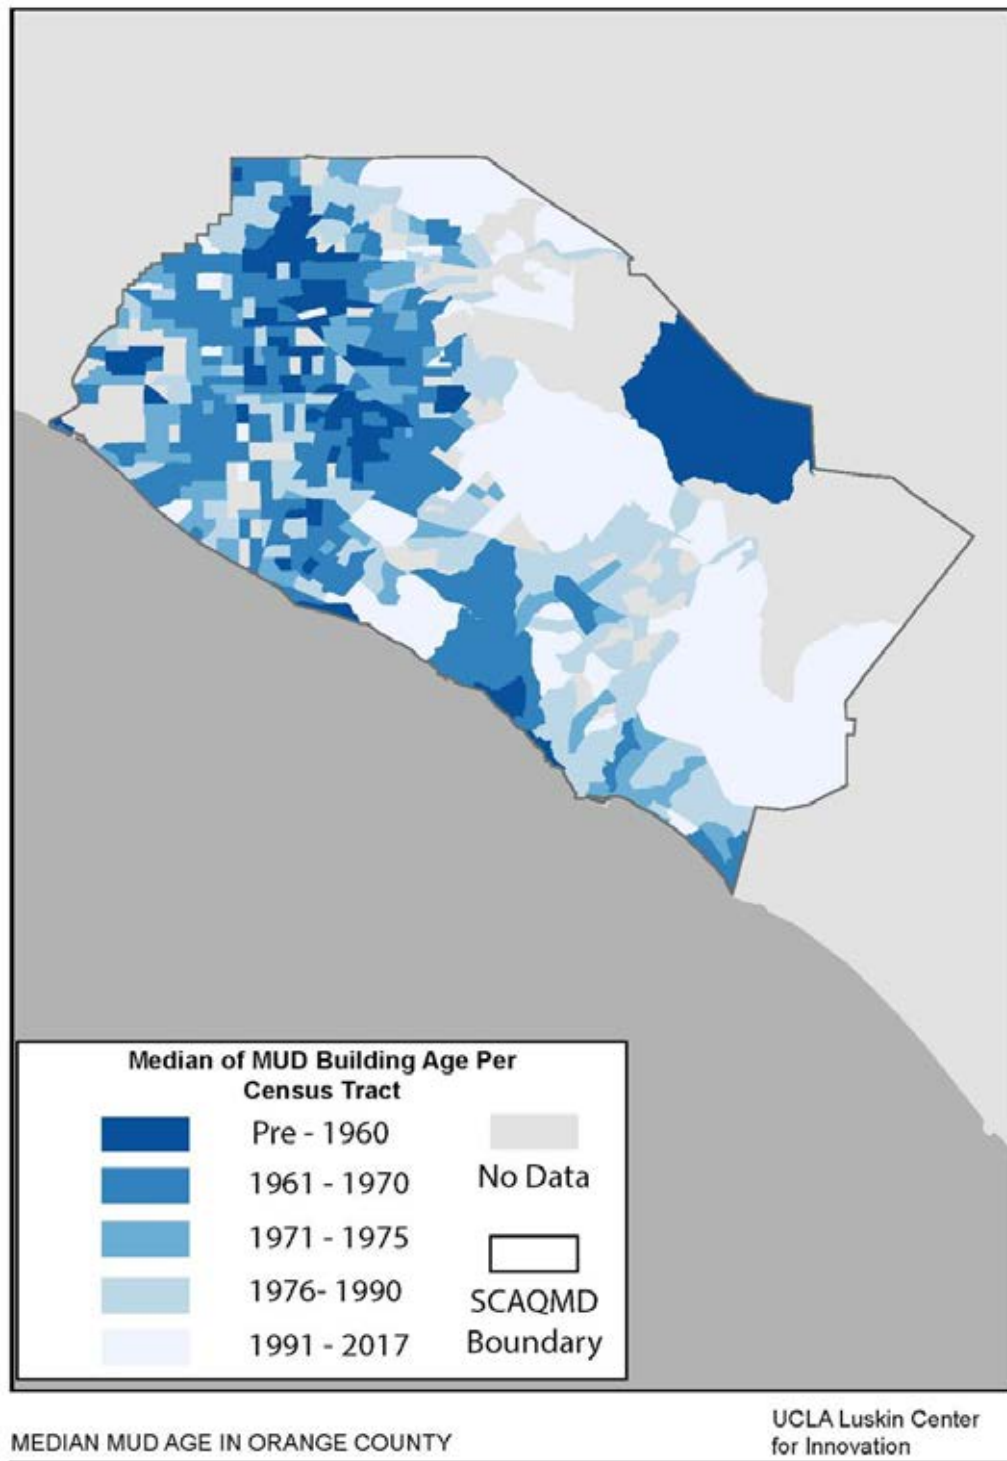 Median of MUD Building Age Per
Census Tract
Pre - 1960
1961 - 1970
1971 - 1975
1976- 1990
1991 - 2017
No Data
SCAQMD
Boundary
MEDIAN MUD AGE IN ORANGE COUNTY
UCLA Luskin Center
for Innovation